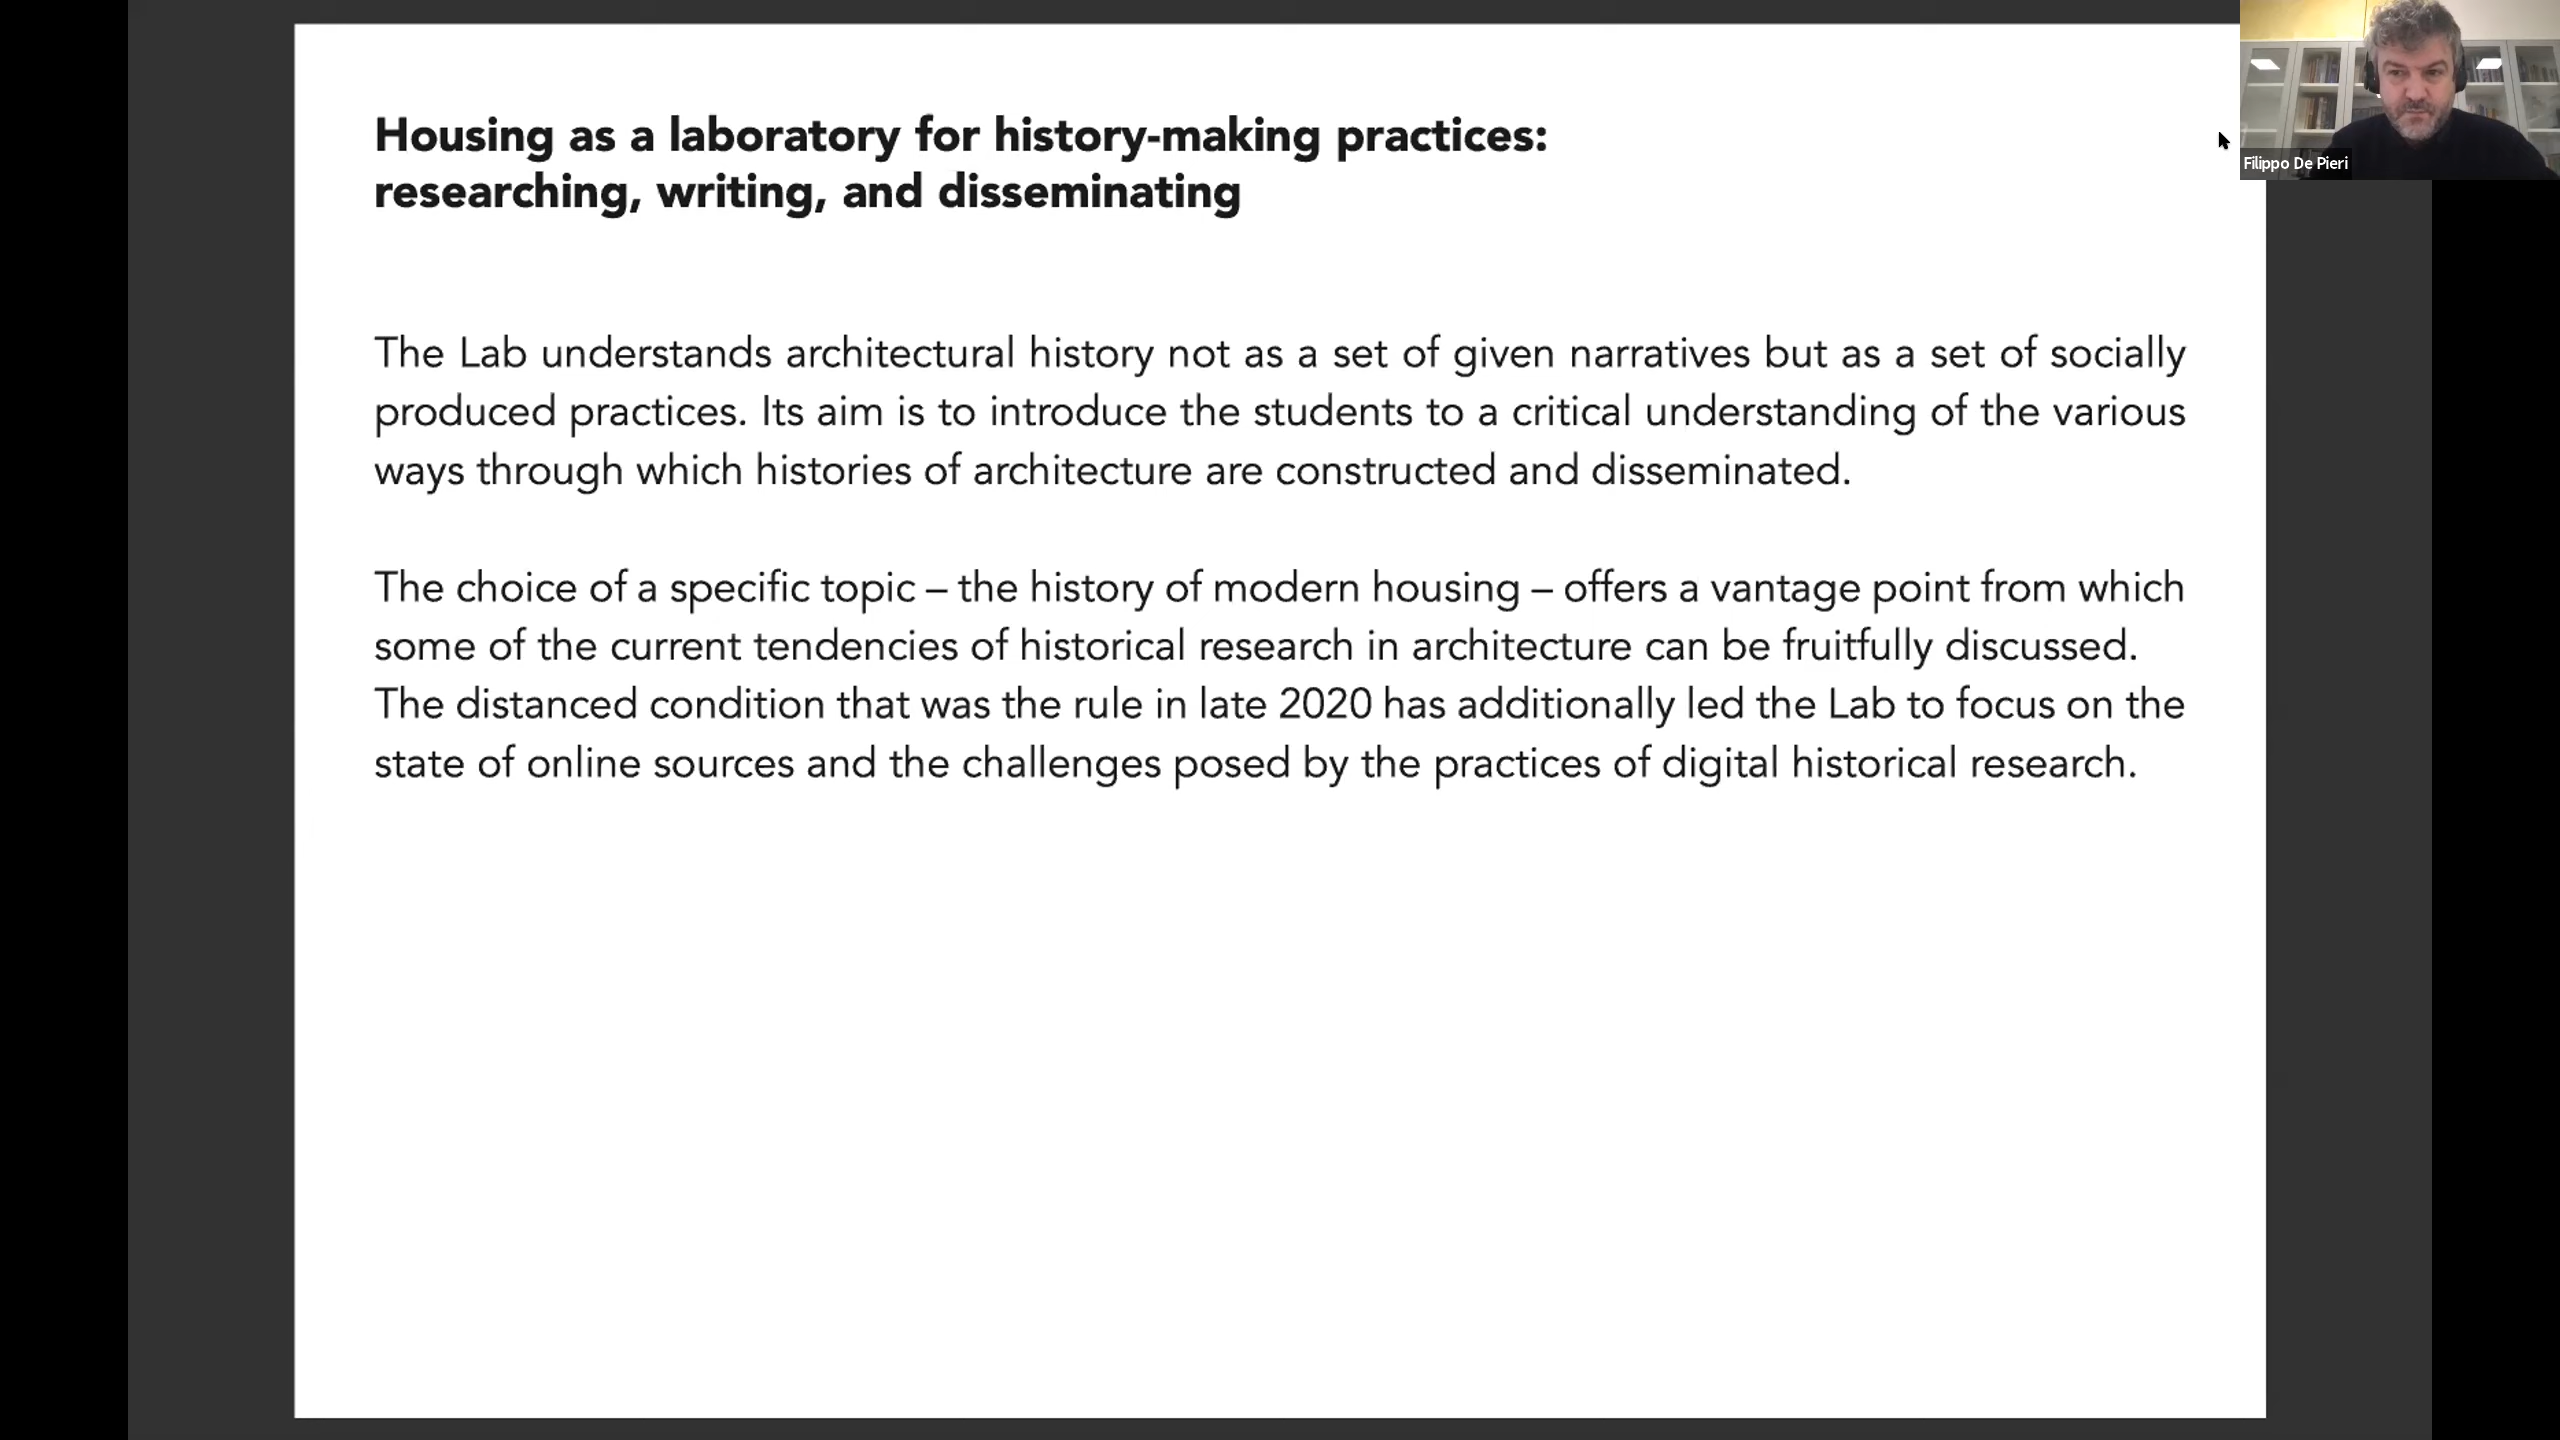 Housing as a laboratory for history-making practices:
researching, writing, and disseminating
The Lab understands architectural history not as a set of given narratives but as a set of socially
produced practices. Its aim is to introduce the students to a critical understanding of the various
ways through which histories of architecture are constructed and disseminated.
The choice of a specific topic – the history of modern housing – offers a vantage point from which
some of the current tendencies of historical research in architecture can be fruitfully discussed.
The distanced condition that was the rule in late 2020 has additionally led the Lab to focus on the
state of online sources and the challenges posed by the practices of digital historical research.
Filippo De Pieri